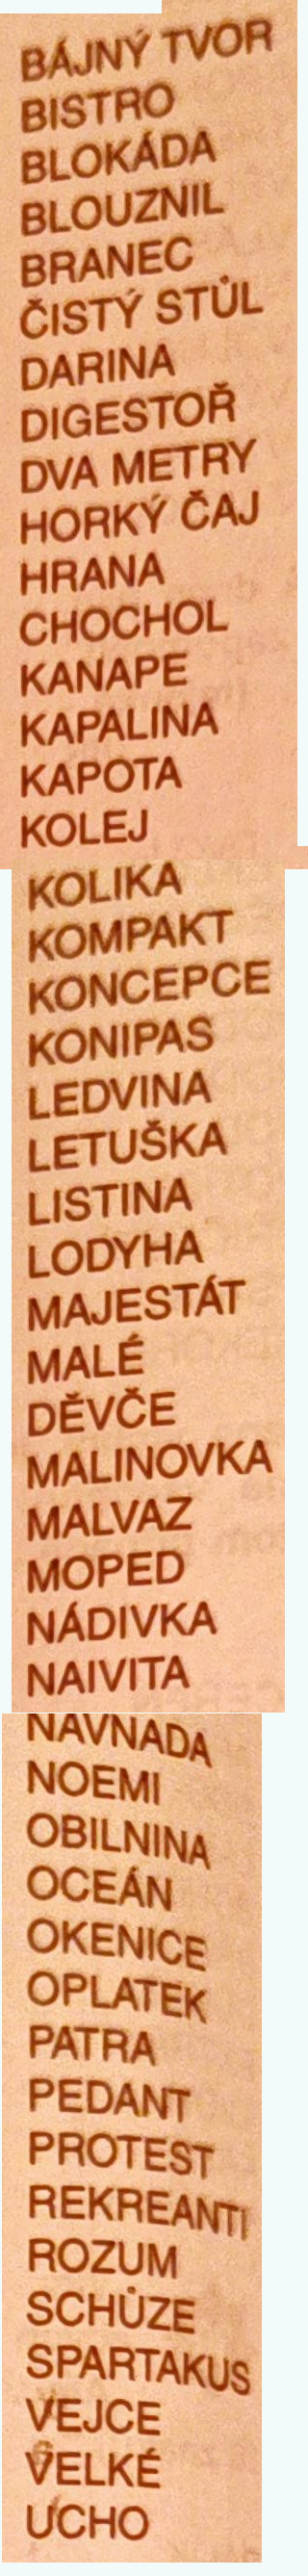 BÁJNÝ TVOR
BISTRO
BLOKÁDA
BLOUZNIL
BRANEC
ČISTÝ STŮL
DARINA
DIGESTOŘ
DVA METRY
HORKÝ ČAJ
HRANA
CHOCHOL
KANAPE
KAPALINA
KAPOTA
KOLEJ
KOLIKA
KOMPAKT
KONCEPCE
KONIPAS
LEDVINA
LETUŠKA
LISTINA
LODYHA
MAJESTÁT
MALÉ
DĚVČE
MALINOVKA
MALVAZ
MOPED
NÁDIVKA
NAIVITA
NÁVNADA
NOEMI
OBILNINA
OCEÁN
OKENICE
OPLATEK
PATRA
PEDANT
PROTEST
REKREANTI
ROZUM
SCHŮZE
SPARTAKUS
VEJCE
VELKÉ
UCHO